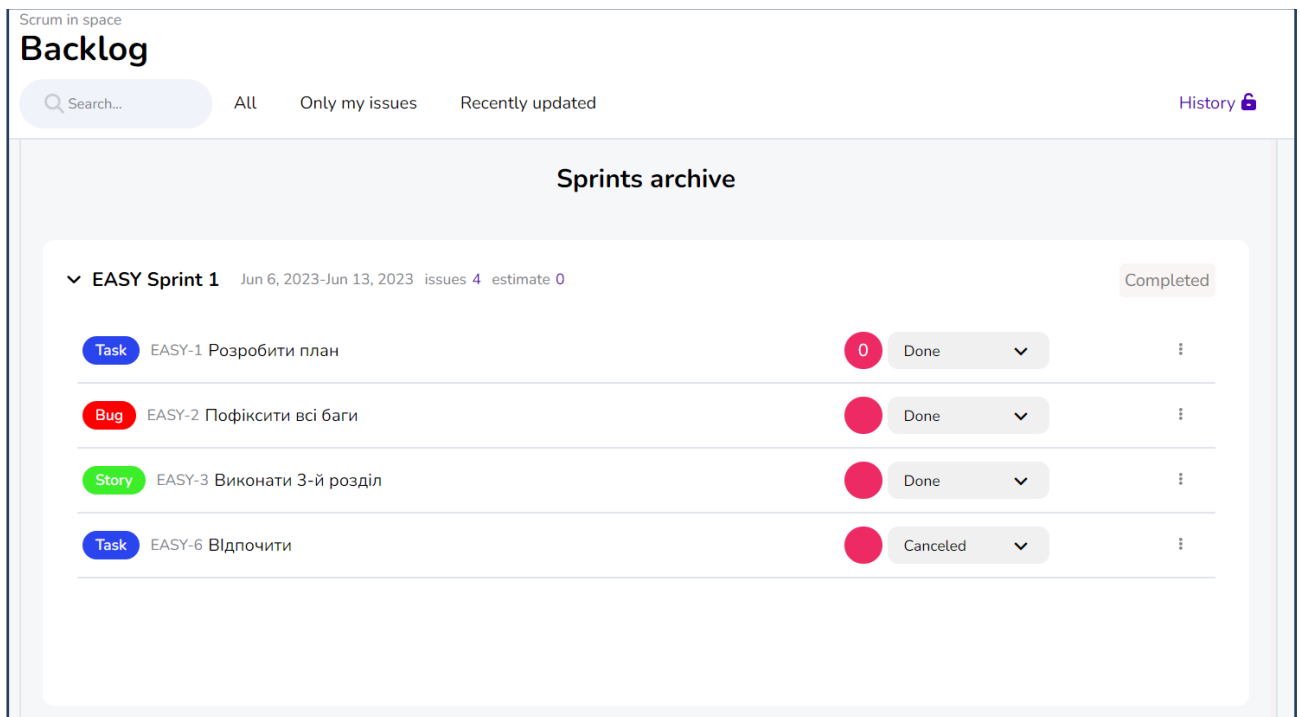 Scrum in space
Backlog
Search... All Only my issues Recently updated History
Sprints archive
EASY Sprint 1 Jun 6, 2023-Jun 13, 2023 issues 4 estimate 0 Completed
Task EASY-1 Розробити план 0 Done
Bug EASY-2 Пофіксити всі баги Done
Story EASY-3 Виконати 3-й розділ Done
Task EASY-6 ВІдпочити Canceled